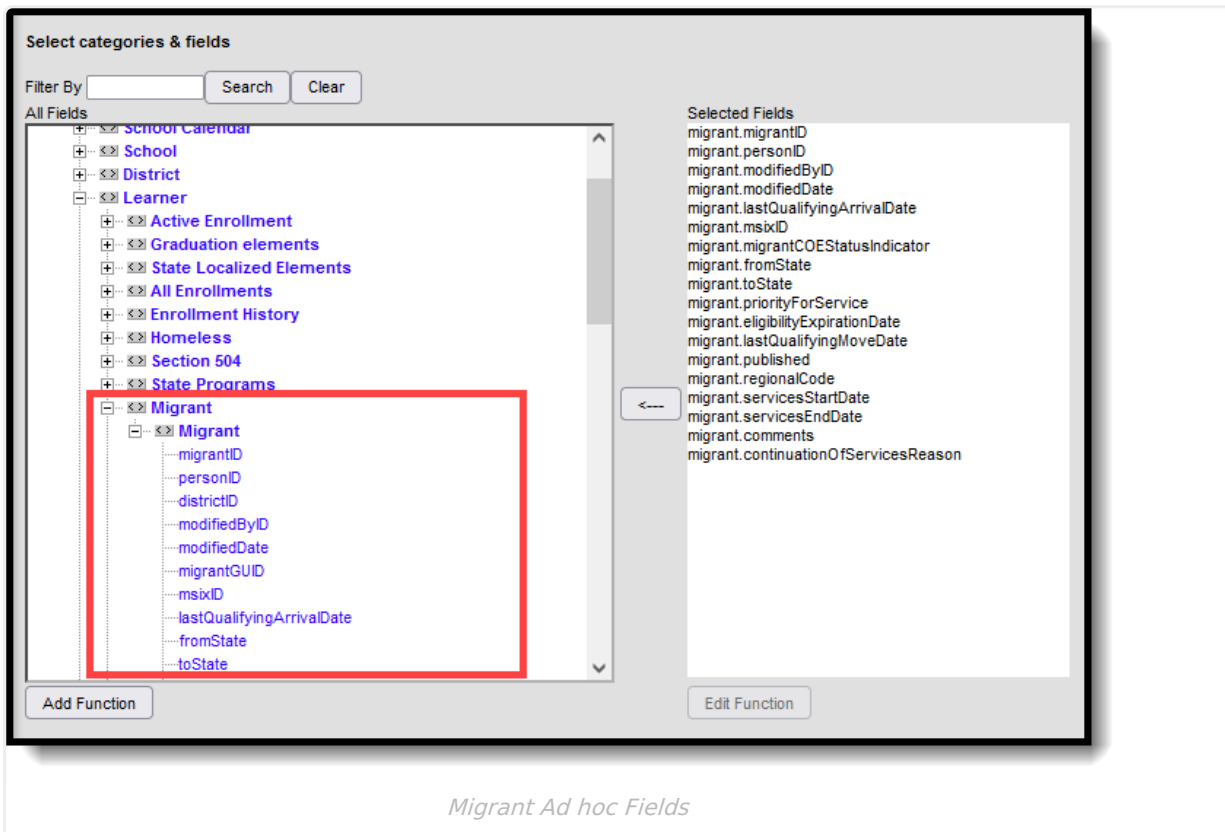 Select categories & fields
Filter By
Search
Clear
All Fields
School Calendar
School
District
Learner
Active Enrollment
Graduation elements
State Localized Elements
All Enrollments
Enrollment History
Homeless
Section 504
State Programs
Migrant
Migrant
migrantID
personID
districtID
modifiedByID
modifiedDate
migrantGUID
msixID
lastQualifyingArrivalDate
fromState
toState
Add Function
<---
Selected Fields
migrant.migrantID
migrant.personID
migrant.modifiedByID
migrant.modifiedDate
migrant.lastQualifyingArrivalDate
migrant.msixID
migrant.migrantCOEStatusIndicator
migrant.fromState
migrant.toState
migrant.priorityForService
migrant.eligibilityExpirationDate
migrant.lastQualifyingMoveDate
migrant.published
migrant.regionalCode
migrant.servicesStartDate
migrant.servicesEndDate
migrant.comments
migrant.continuationOfServicesReason
Edit Function
Migrant Ad hoc Fields